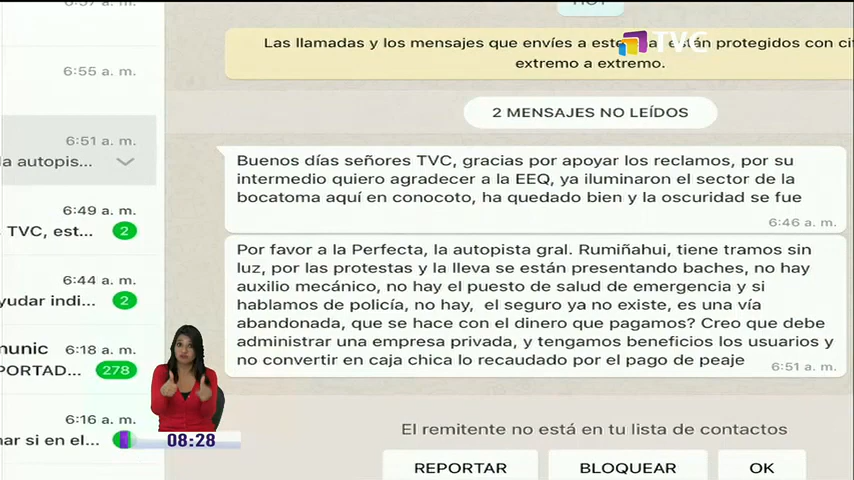 6:57 a. m.
HOY
TVC
Las llamadas y los mensajes que envíes a este están protegidos con
extremo a extremo.
6:55 a. m.
2 MENSAJES NO LEÍDOS
6:51 a. m.
la autopis...
Buenos días señores TVC, gracias por apoyar los reclamos, por su
intermedio quiero agradecer a la EEQ, ya iluminaron el sector de la
bocatoma aquí en conocoto, ha quedado bien y la oscuridad se fue
6:46 a. m.
6:49 a. m.
TVC, est... 2
Por favor a la Perfecta, la autopista gral. Rumiñahui, tiene tramos sin
luz, por las protestas y la lleva se están presentando baches, no hay
auxilio mecánico, no hay el puesto de salud de emergencia y si
hablamos de policía, no hay, el seguro ya no existe, es una vía
abandonada, que se hace con el dinero que pagamos? Creo que debe
administrar una empresa privada, y tengamos beneficios los usuarios y
no convertir en caja chica lo recaudado por el pago de peaje
6:51 a. m.
6:44 a. m.
yudar indi... 2
munic 6:18 a. m.
PORTAD... 278
6:16 a. m.
nar si en el...
08:28
El remitente no está en tu lista de contactos
REPORTAR BLOQUEAR OK